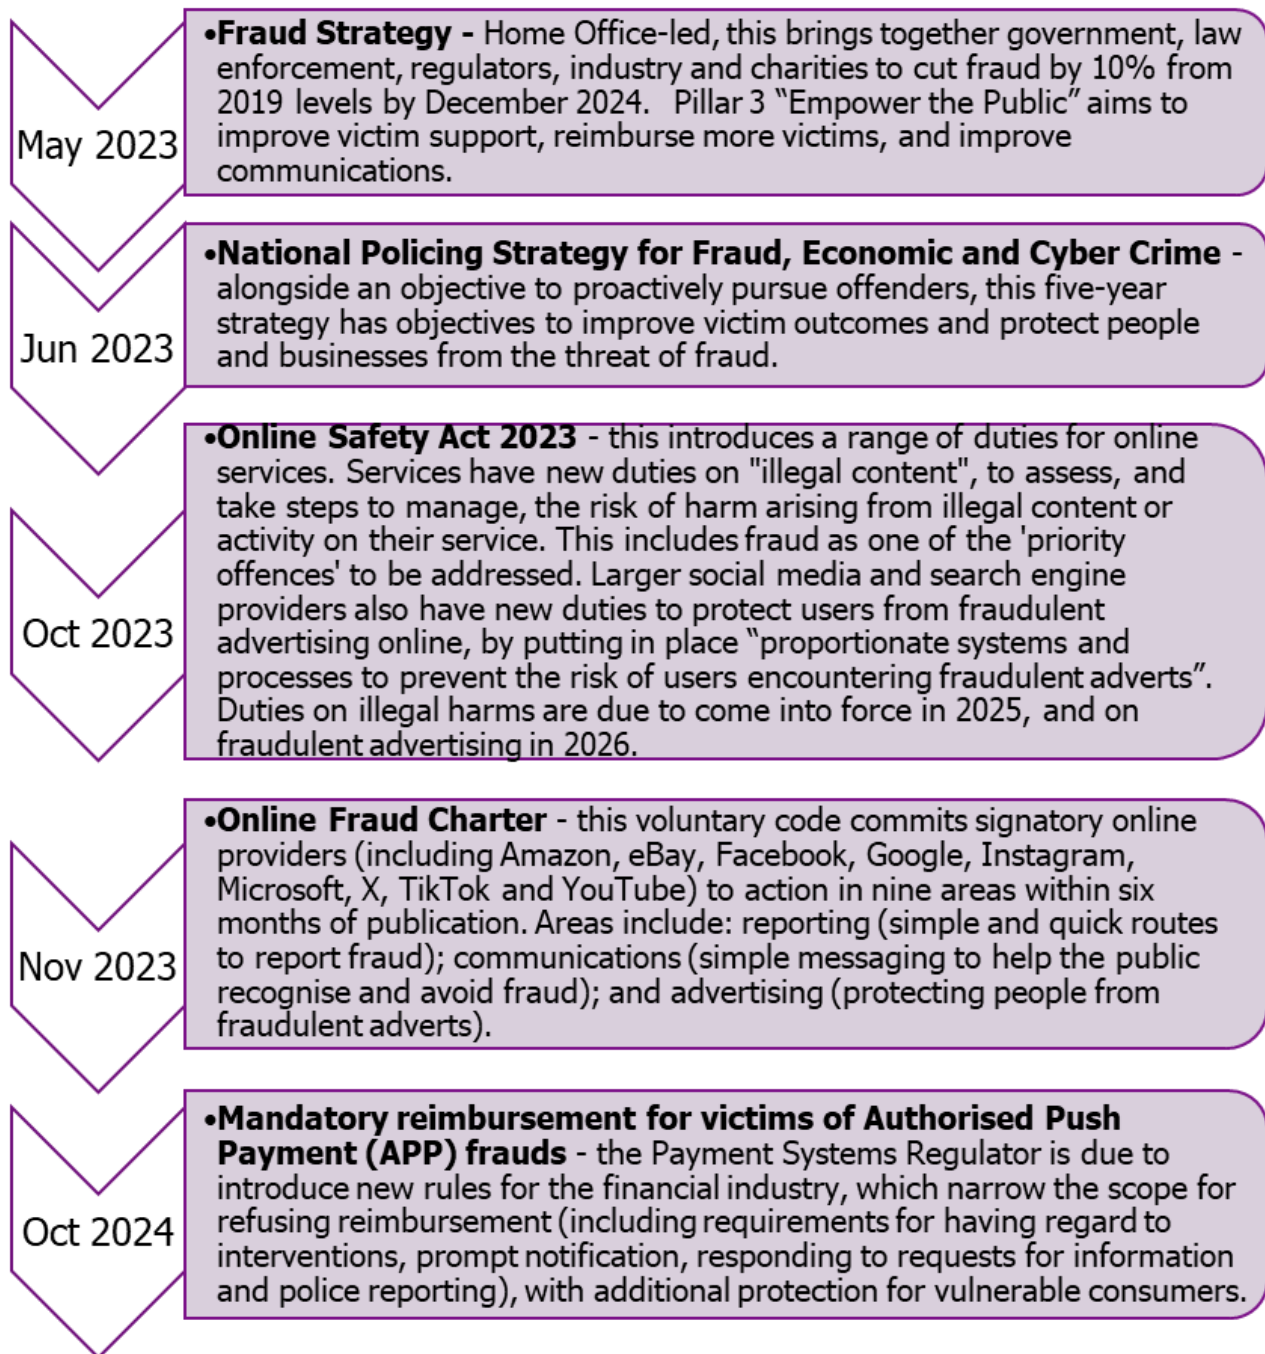 May 2023
•Fraud Strategy - Home Office-led, this brings together government, law
enforcement, regulators, industry and charities to cut fraud by 10% from
2019 levels by December 2024.   Pillar 3 “Empower the Public” aims to
improve victim support, reimburse more victims, and improve
communications.
Jun 2023
•National Policing Strategy for Fraud, Economic and Cyber Crime -
alongside an objective to proactively pursue offenders, this five-year
strategy has objectives to improve victim outcomes and protect people
and businesses from the threat of fraud.
Oct 2023
•Online Safety Act 2023 - this introduces a range of duties for online
services. Services have new duties on "illegal content", to assess, and
take steps to manage, the risk of harm arising from illegal content or
activity on their service. This includes fraud as one of the 'priority
offences' to be addressed. Larger social media and search engine
providers also have new duties to protect users from fraudulent
advertising online, by putting in place “proportionate systems and
processes to prevent the risk of users encountering fraudulent adverts”.
Duties on illegal harms are due to come into force in 2025, and on
fraudulent advertising in 2026.
Nov 2023
•Online Fraud Charter - this voluntary code commits signatory online
providers (including Amazon, eBay, Facebook, Google, Instagram,
Microsoft, X, TikTok and YouTube) to action in nine areas within six
months of publication. Areas include: reporting (simple and quick routes
to report fraud); communications (simple messaging to help the public
recognise and avoid fraud); and advertising (protecting people from
fraudulent adverts).
Oct 2024
•Mandatory reimbursement for victims of Authorised Push
Payment (APP) frauds - the Payment Systems Regulator is due to
introduce new rules for the financial industry, which narrow the scope for
refusing reimbursement (including requirements for having regard to
interventions, prompt notification, responding to requests for information
and police reporting), with additional protection for vulnerable consumers.